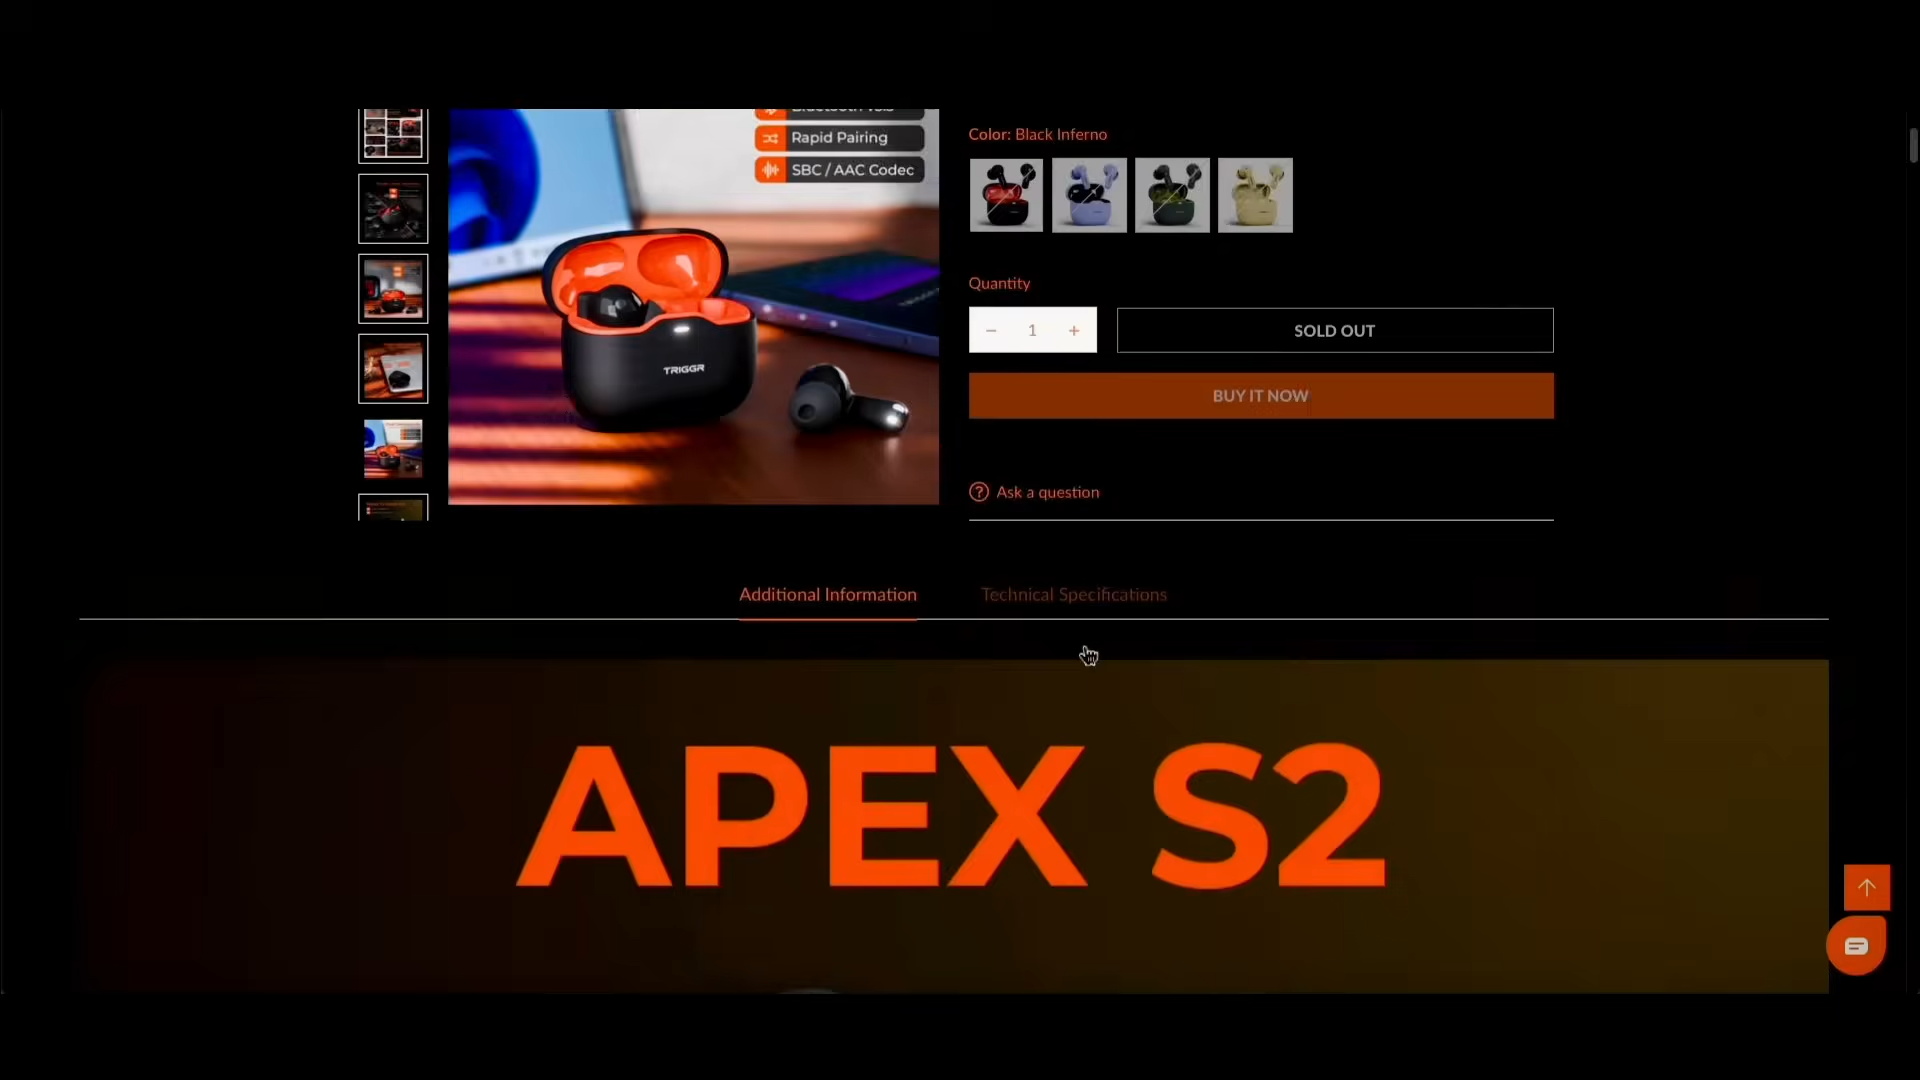 Rapid Pairing
SBC / AAC Codec
TRIGGR
Color: Black Inferno
Quantity
− 1 +
SOLD OUT
BUY IT NOW
? Ask a question
Additional Information
Technical Specifications
APEX S2